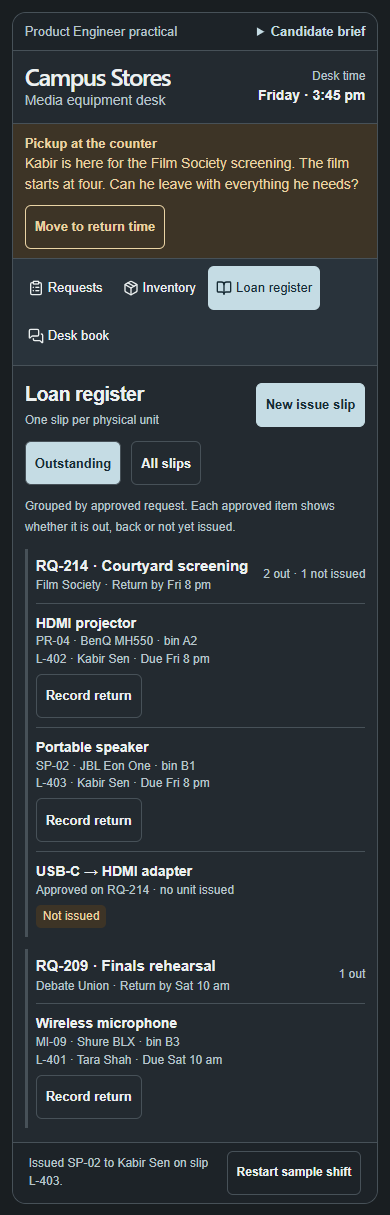 Product Engineer practical
▶ Candidate brief
Campus Stores
Media equipment desk
Desk time
Friday · 3:45 pm
Pickup at the counter
Kabir is here for the Film Society screening. The film
starts at four. Can he leave with everything he needs?
Move to return time
Requests
Inventory
Loan register
Desk book
Loan register
One slip per physical unit
New issue slip
Outstanding
All slips
Grouped by approved request. Each approved item shows
whether it is out, back or not yet issued.
RQ-214 · Courtyard screening
Film Society · Return by Fri 8 pm
2 out · 1 not issued
HDMI projector
PR-04 · BenQ MH550 · bin A2
L-402 · Kabir Sen · Due Fri 8 pm
Record return
Portable speaker
SP-02 · JBL Eon One · bin B1
L-403 · Kabir Sen · Due Fri 8 pm
Record return
USB-C → HDMI adapter
Approved on RQ-214 · no unit issued
Not issued
RQ-209 · Finals rehearsal
Debate Union · Return by Sat 10 am
1 out
Wireless microphone
MI-09 · Shure BLX · bin B3
L-401 · Tara Shah · Due Sat 10 am
Record return
Issued SP-02 to Kabir Sen on slip
L-403.
Restart sample shift